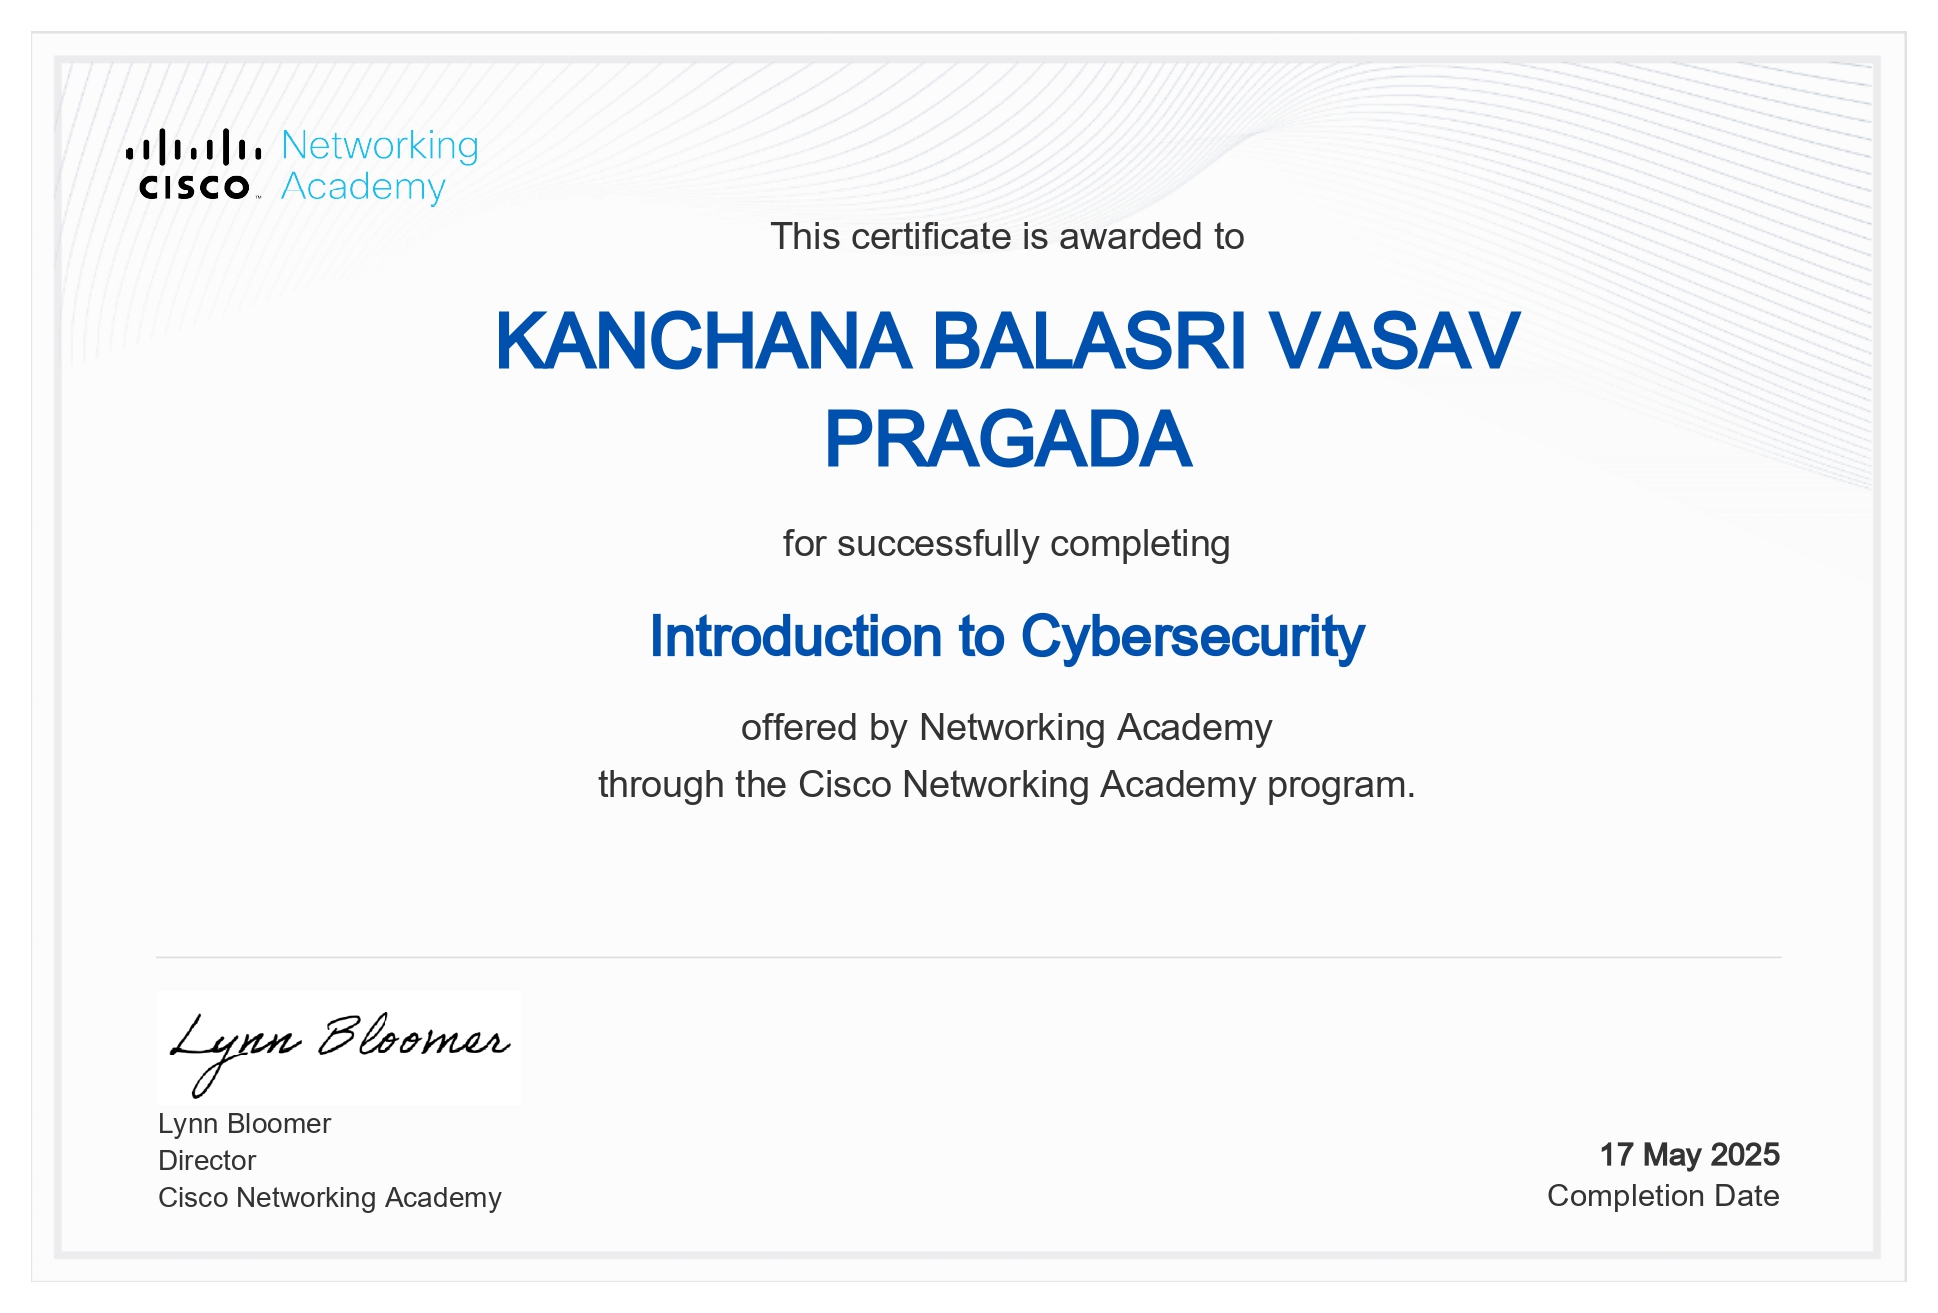 Networking
CISCO™ Academy
This certificate is awarded to
KANCHANA BALASRI VASAV
PRAGADA
for successfully completing
Introduction to Cybersecurity
offered by Networking Academy
through the Cisco Networking Academy program.
Lynn Bloomer
Lynn Bloomer
Director
Cisco Networking Academy
17 May 2025
Completion Date